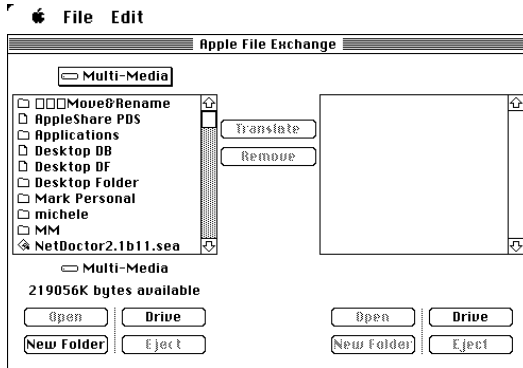 File Edit
Apple File Exchange
Multi-Media
□□□Move&Rename
AppleShare PDS
Applications
Desktop DB
Desktop DF
Desktop Folder
Mark Personal
michele
MM
NetDoctor2.1b11.sea
Translate
Remove
Multi-Media
219056K bytes available
Open Drive
New Folder Eject
Open Drive
New Folder Eject